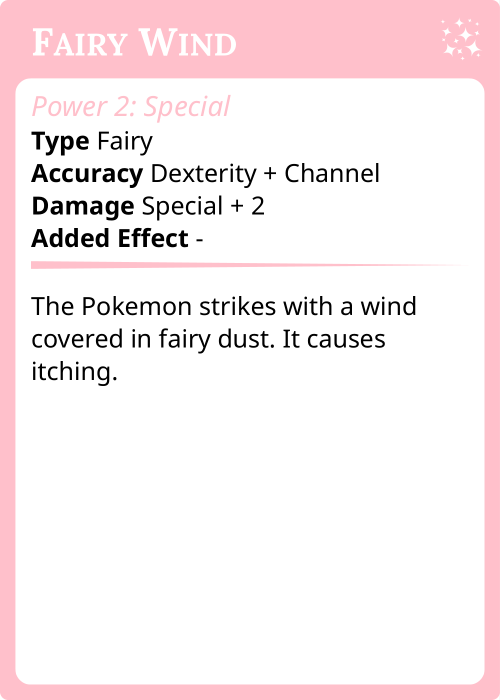 Fairy Wind
Power 2: Special
Type Fairy
Accuracy Dexterity + Channel
Damage Special + 2
Added Effect -
The Pokemon strikes with a wind
covered in fairy dust. It causes
itching.